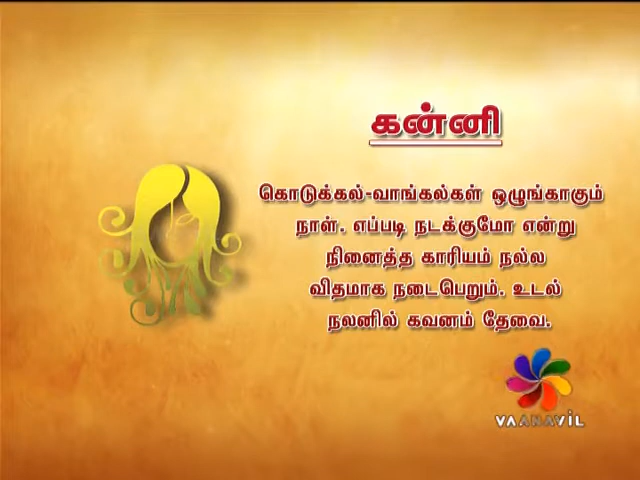 கன்னி
கொடுக்கல்-வாங்கல்கள் ஒழுங்காகும்
நாள். எப்படி நடக்குமோ என்று
நினைத்த காரியம் நல்ல
விதமாக நடைபெறும். உடல்
நலனில் கவனம் தேவை.
VAANAVIL